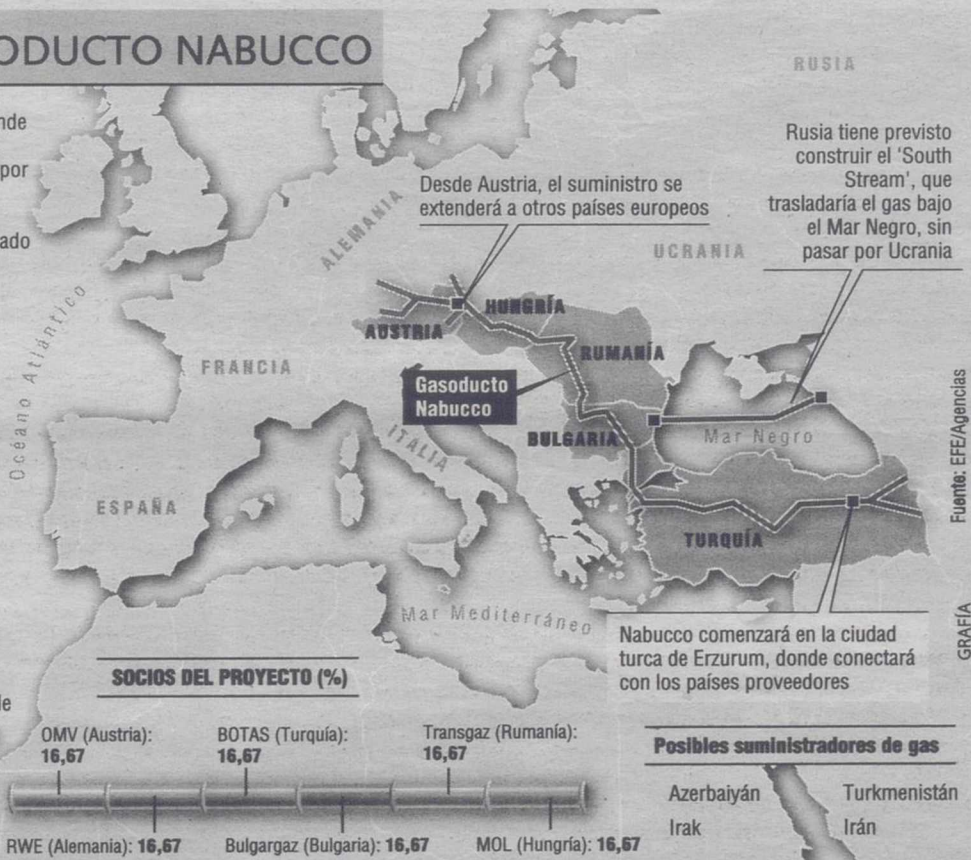 ODUCTO NABUCCO
nde
por
ado
le
RUSIA
Rusia tiene previsto
construir el 'South
Stream', que
trasladaría el gas bajo
el Mar Negro, sin
pasar por Ucrania
Desde Austria, el suministro se
extenderá a otros países europeos
ALEMANIA
UCRANIA
Océano Atlántico
HUNGRÍA
AUSTRIA
FRANCIA
RUMANÍA
Gasoducto
Nabucco
ITALIA
BULGARIA
Mar Negro
ESPAÑA
TURQUÍA
Mar Mediterráneo
Nabucco comenzará en la ciudad
turca de Erzurum, donde conectará
con los países proveedores
Fuente: EFE/Agencias
GRAFÍA
SOCIOS DEL PROYECTO (%)
OMV (Austria):
16,67
BOTAS (Turquía):
16,67
Transgaz (Rumanía):
16,67
RWE (Alemania): 16,67
Bulgargaz (Bulgaria): 16,67
MOL (Hungría): 16,67
Posibles suministradores de gas
Azerbaiyán
Turkmenistán
Irak
Irán